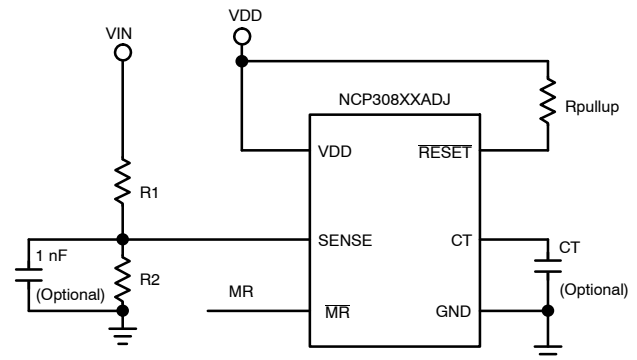 VDD
VIN
NCP308XXADJ
Rpullup
VDD
RESET
R1
SENSE
CT
CT
1 nF
R2
(Optional)
(Optional)
MR
MR
GND